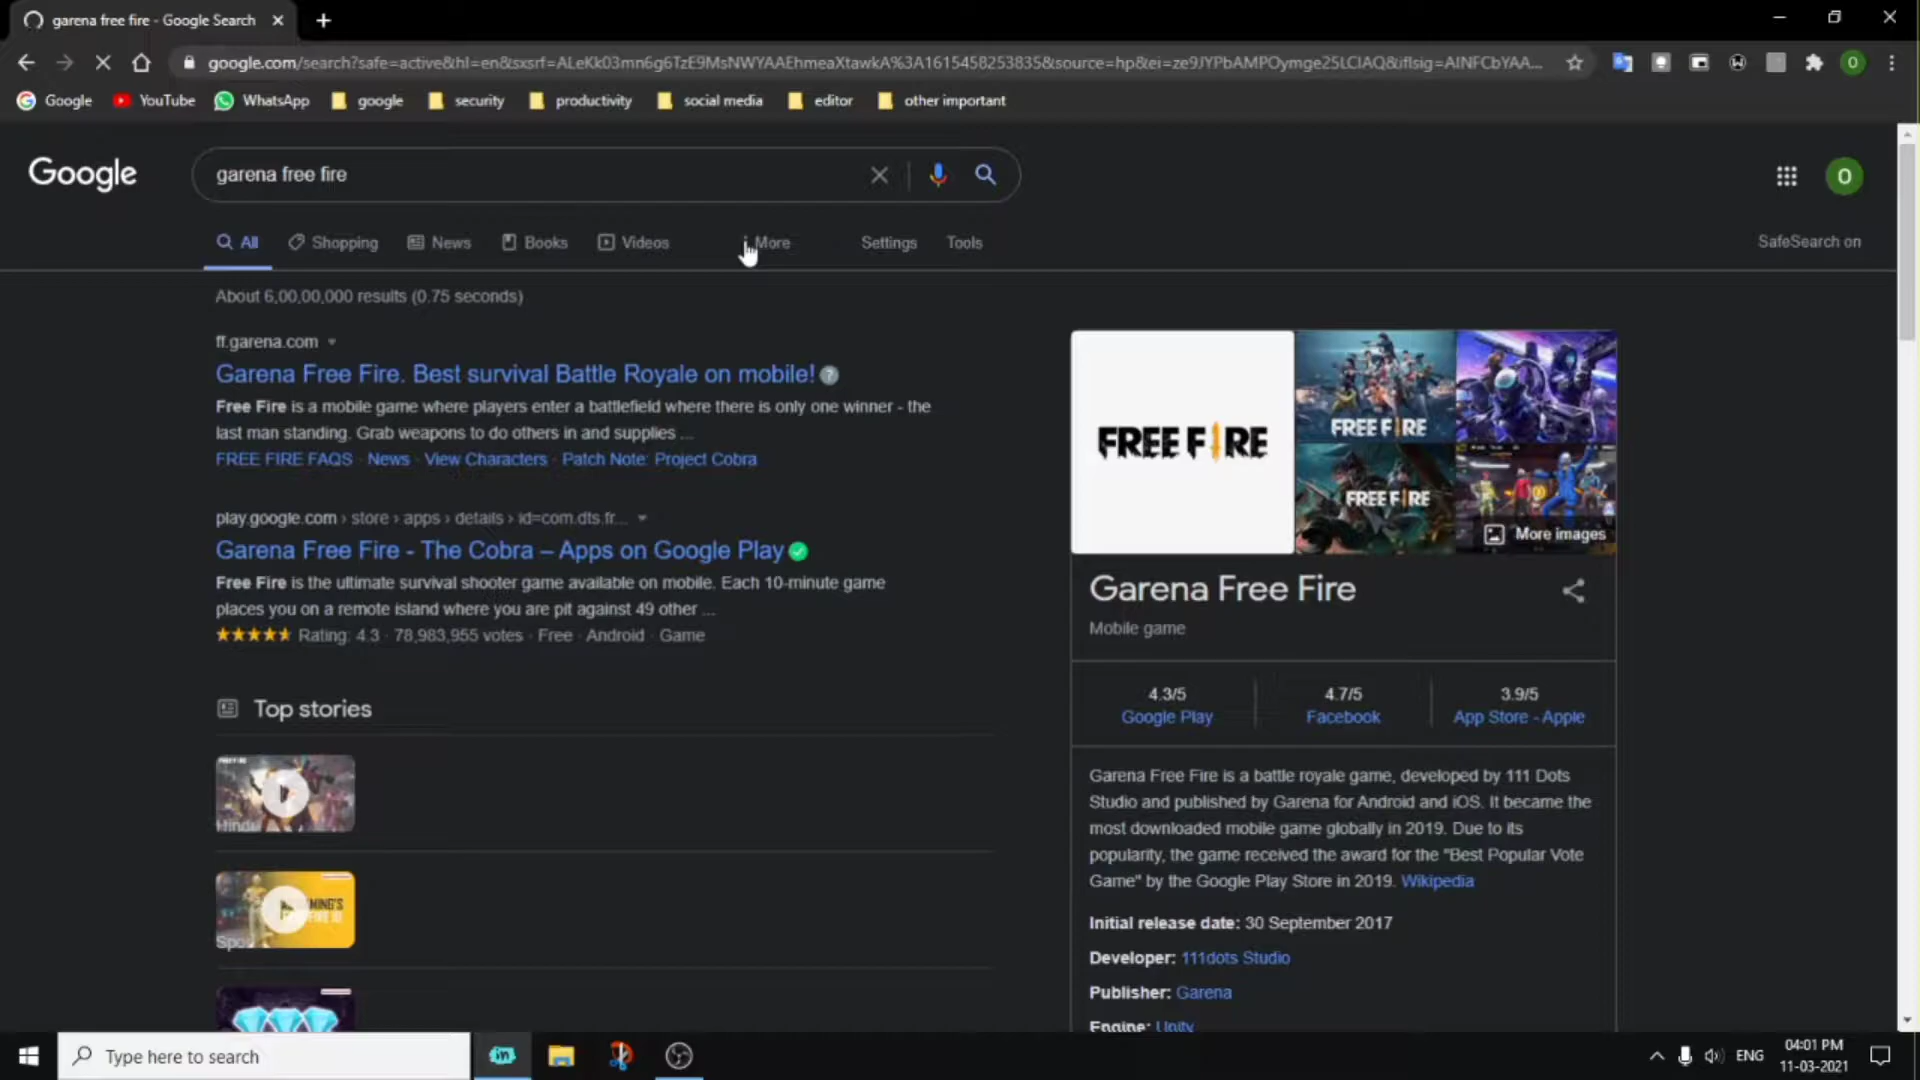 garena free fire - Google Search
google.com/search?safe=active&hl=en&sxsrf=ALeKk03mn6g6TzE9MsNWYAAEhmeaXtawkA%3A1615458253835&source=hp&ei=ze9JYPbAMPOymge25LCIAQ&iflsig=AINFCbYAA...
O
Google YouTube WhatsApp google security productivity social media editor other important
Google
garena free fire
O
All Shopping News Books Videos More Settings Tools
SafeSearch on
About 6,00,00,000 results (0.75 seconds)
ff.garena.com
Garena Free Fire. Best survival Battle Royale on mobile!
Free Fire is a mobile game where players enter a battlefield where there is only one winner - the
last man standing. Grab weapons to do others in and supplies ...
FREE FIRE FAQS · News · View Characters · Patch Note: Project Cobra
play.google.com › store › apps › details › id=com.dts.fr...
Garena Free Fire - The Cobra – Apps on Google Play
Free Fire is the ultimate survival shooter game available on mobile. Each 10-minute game
places you on a remote island where you are pit against 49 other ...
Rating: 4.3 · 78,983,955 votes · Free · Android · Game
Top stories
FREE FIRE
FREE FIRE
FREE FIRE
More images
Garena Free Fire
Mobile game
4.3/5
Google Play
4.7/5
Facebook
3.9/5
App Store - Apple
Garena Free Fire is a battle royale game, developed by 111 Dots
Studio and published by Garena for Android and iOS. It became the
most downloaded mobile game globally in 2019. Due to its
popularity, the game received the award for the "Best Popular Vote
Game" by the Google Play Store in 2019. Wikipedia
Initial release date: 30 September 2017
Developer: 111dots Studio
Publisher: Garena
Engine: Unity
Type here to search
ENG
04:01 PM
11-03-2021